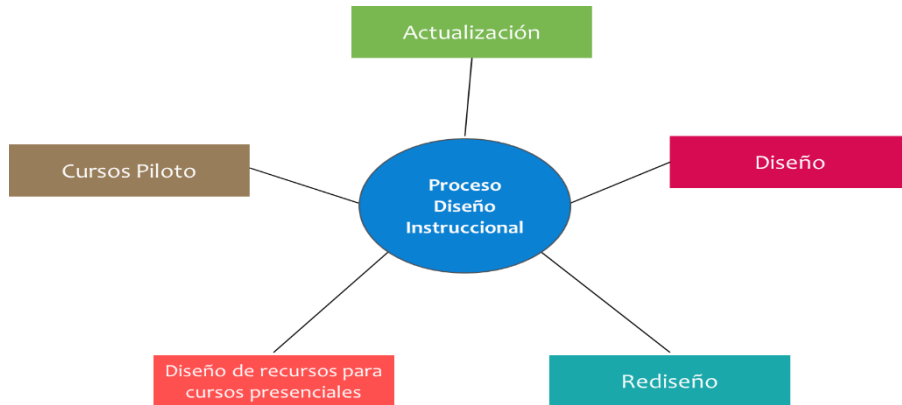 Actualización
Cursos Piloto
Diseño
Proceso
Diseño
Instruccional
Diseño de recursos para
cursos presenciales
Rediseño